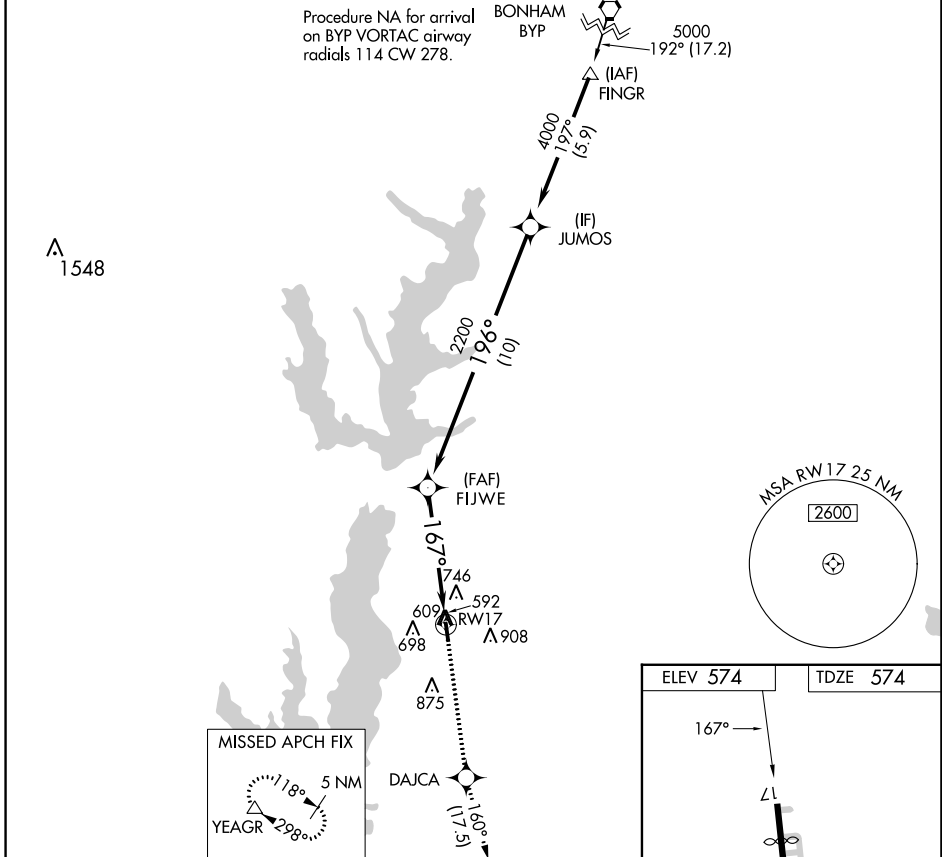 Procedure NA for arrival
on BYP VORTAC airway
radials 114 CW 278.
BONHAM
BYP
5000
192° (17.2)
(IAF)
FINGR
4000
197°
(5.9)
(IF)
JUMOS
1548
2200
196°
(10)
(FAF)
FIJWE
MSA RW17 25 NM
2600
167°
746
592
609
RW17
698
908
875
ELEV 574
TDZE 574
167°
17
MISSED APCH FIX
118°
5 NM
YEAGR
298°
DAJCA
160°
(17.5)